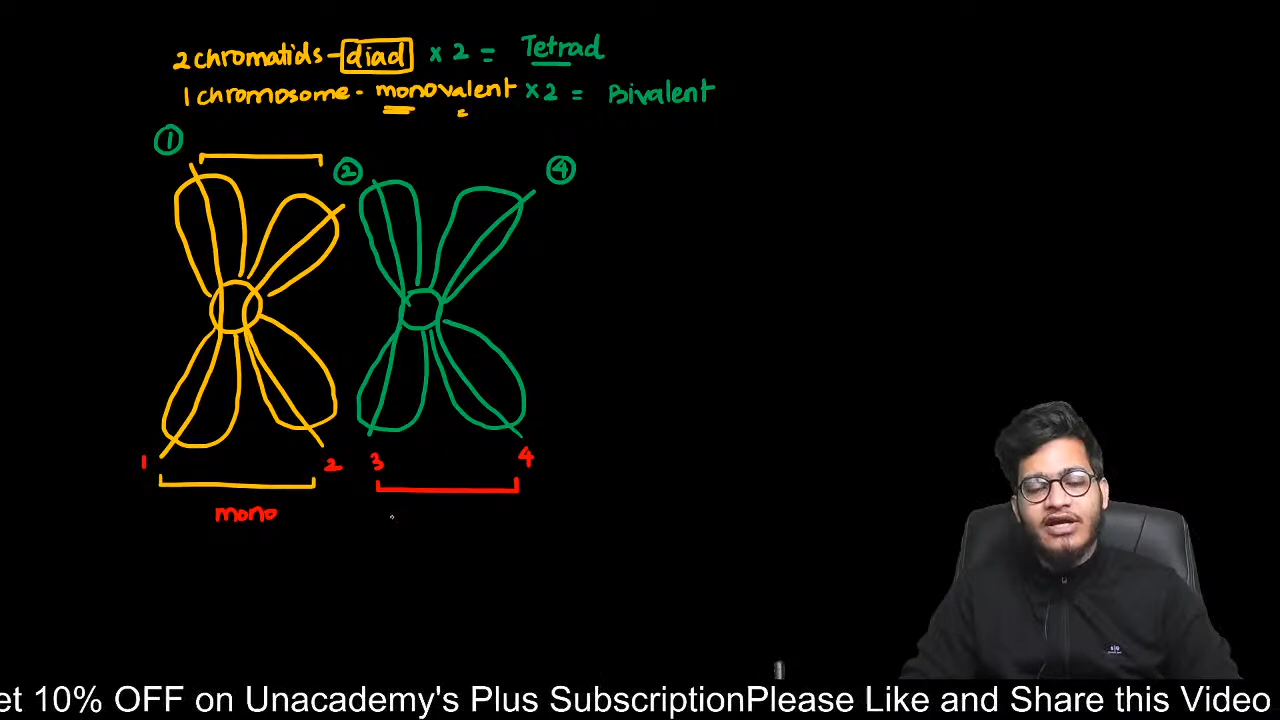 2 chromatids - diad × 2 = Tetrad
1 chromosome - monovalent × 2 = Bivalent
1
2
4
1 2 3 4
mono
et 10% OFF on Unacademy's Plus SubscriptionPlease Like and Share this Video